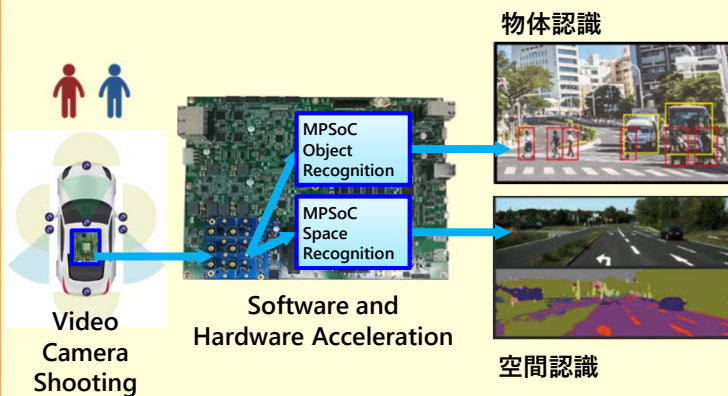 物体認識
MPSoC
Object
Recognition
MPSoC
Space
Recognition
Software and
Hardware Acceleration
Video
Camera
Shooting
空間認識